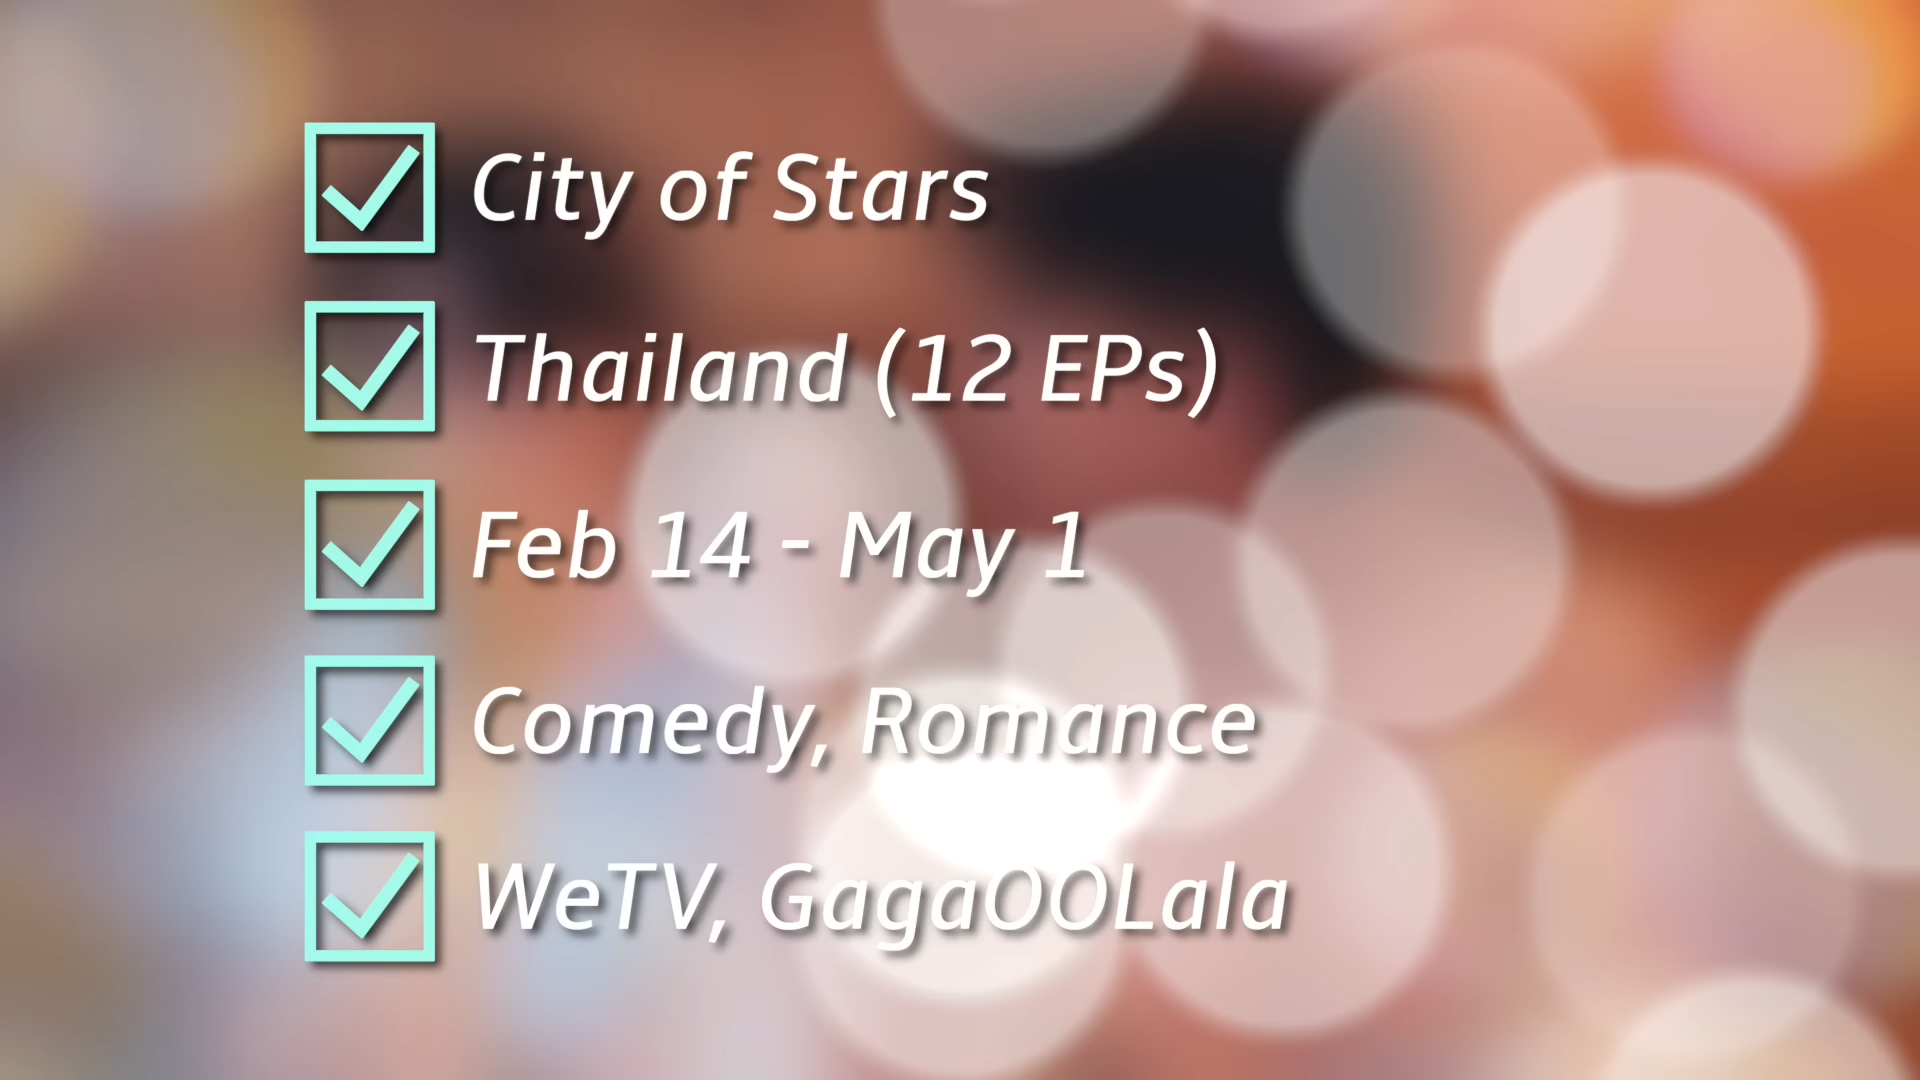 City of Stars
Thailand (12 EPs)
Feb 14 - May 1
Comedy, Romance
WeTV, GagaOOLala